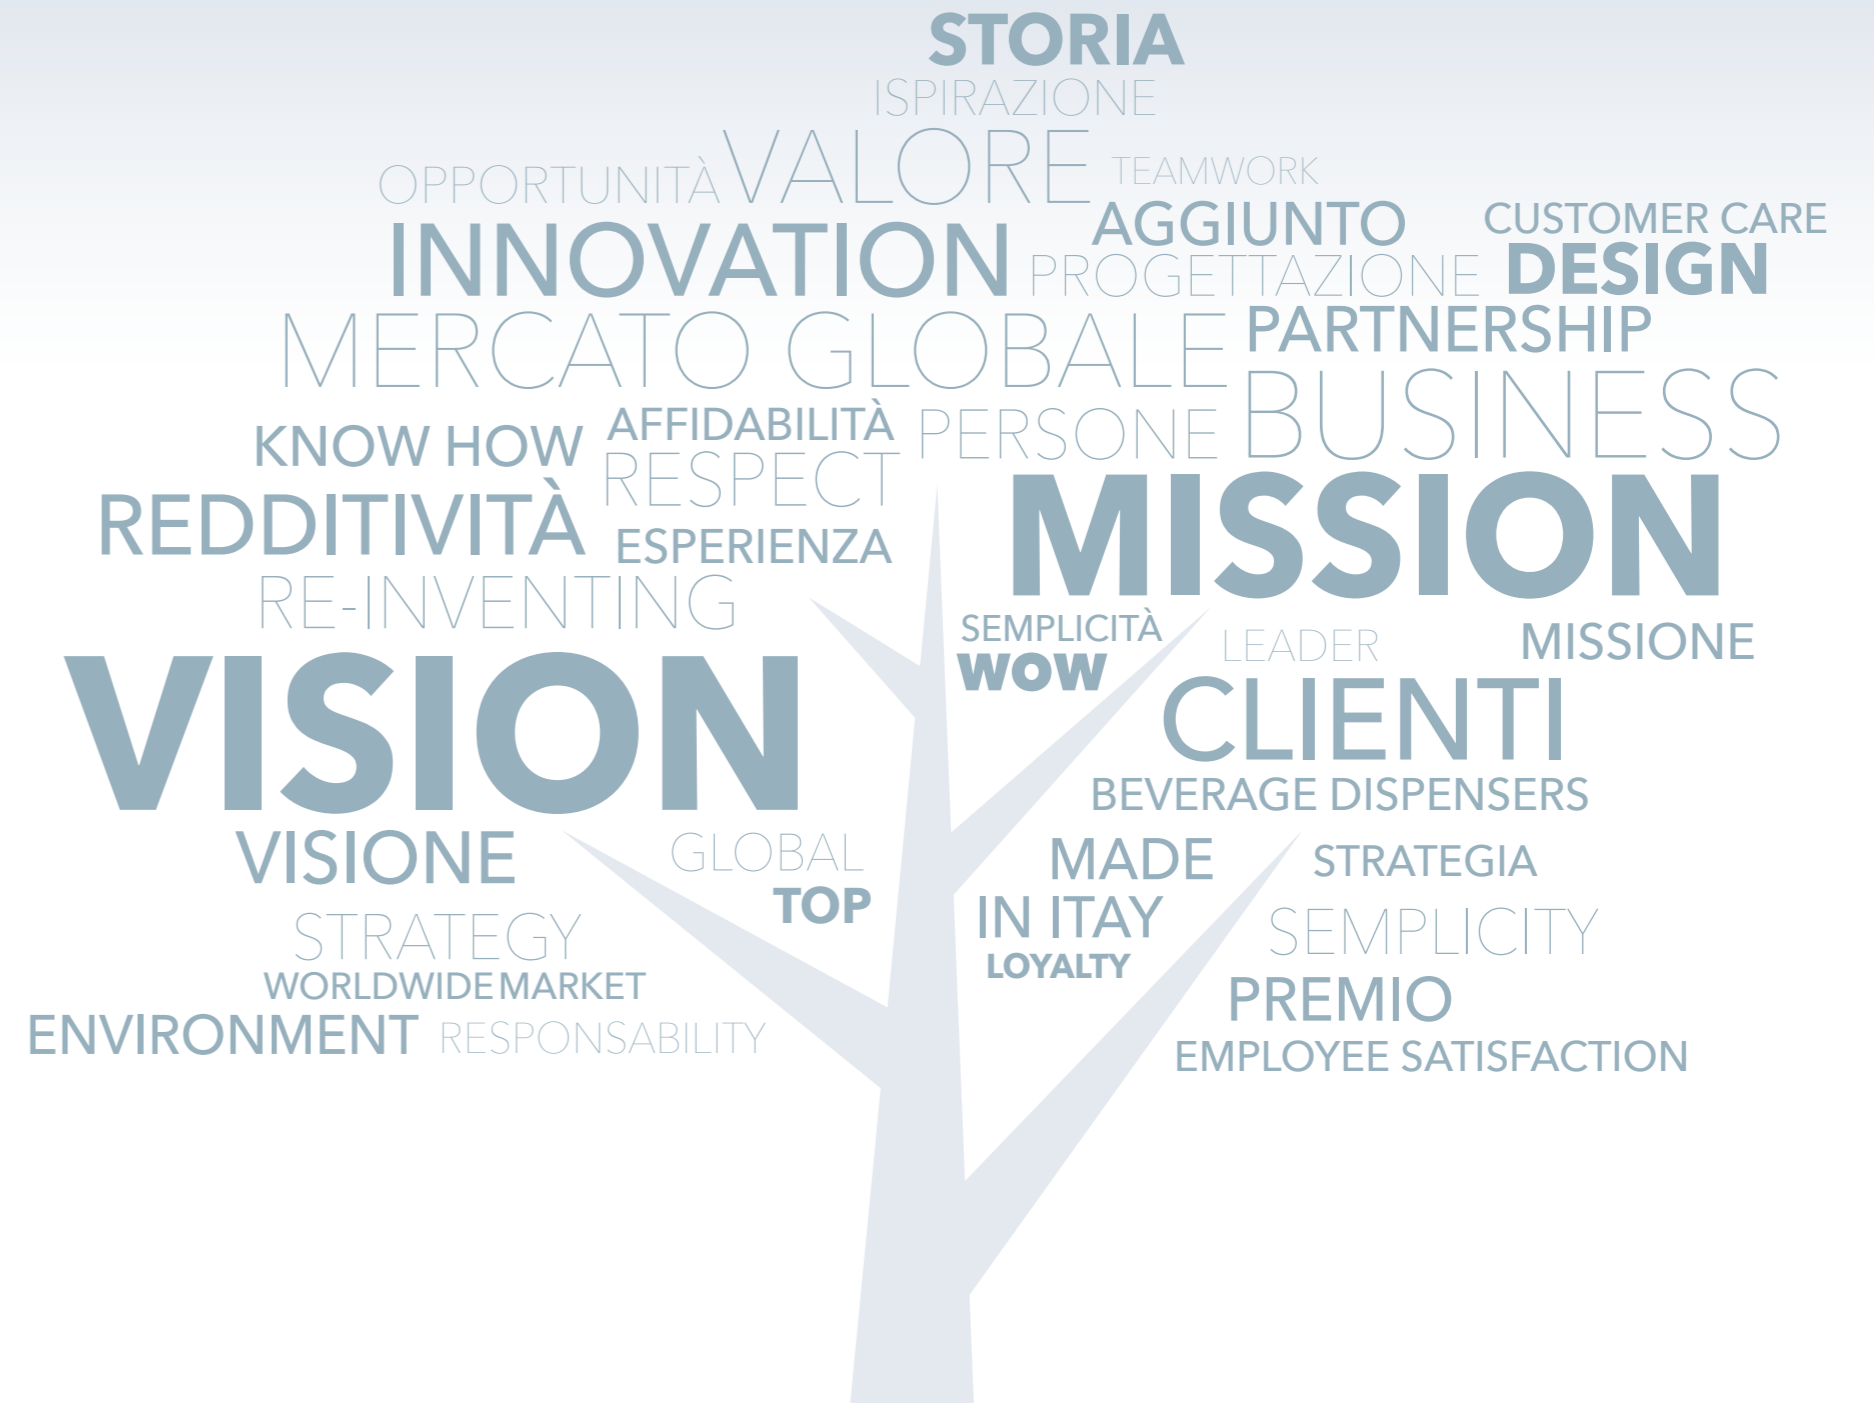 STORIA
ISPIRAZIONE
OPPORTUNITÀ VALORE TEAMWORK
INNOVATION AGGIUNTO CUSTOMER CARE
PROGETTAZIONE DESIGN
MERCATO GLOBALE PARTNERSHIP
KNOW HOW AFFIDABILITÀ PERSONE BUSINESS
RESPECT
REDDITIVITÀ ESPERIENZA MISSION
RE-INVENTING
SEMPLICITÀ LEADER MISSIONE
WOW
VISION CLIENTI
BEVERAGE DISPENSERS
VISIONE GLOBAL MADE STRATEGIA
TOP IN ITAY
STRATEGY LOYALTY SEMPLICITY
WORLDWIDE MARKET PREMIO
ENVIRONMENT RESPONSABILITY EMPLOYEE SATISFACTION